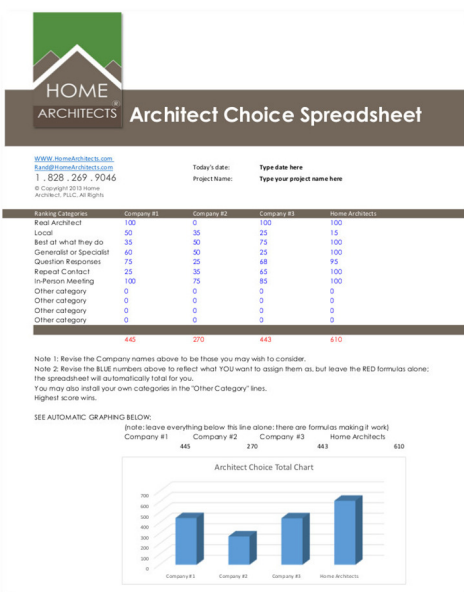 HOME
ARCHITECTS ®
Architect Choice Spreadsheet
WWW.HomeArchitects.com
Rand@HomeArchitects.com
1 . 828 . 269 . 9046
© Copyright 2013 Home
Architect, PLLC, All Rights
Today's date: Type date here
Project Name: Type your project name here
Ranking Categories Company #1 Company #2 Company #3 Home Architects
Real Architect 100 0 100 100
Local 50 35 25 15
Best at what they do 35 50 75 100
Generalist or Specialist 60 50 25 100
Question Responses 75 25 68 95
Repeat Contact 25 35 65 100
In-Person Meeting 100 75 85 100
Other category 0 0 0 0
Other category 0 0 0 0
Other category 0 0 0 0
Other category 0 0 0 0
445 270 443 610
Note 1: Revise the Company names above to be those you may wish to consider.
Note 2: Revise the BLUE numbers above to reflect what YOU want to assign them as, but leave the RED formulas alone;
the spreadsheet will automatically total for you.
You may also install your own categories in the "Other Category" lines.
Highest score wins.
SEE AUTOMATIC GRAPHING BELOW:
(note: leave everything below this line alone; there are formulas making it work)
Company #1 Company #2 Company #3 Home Architects
445 270 443 610
Architect Choice Total Chart
700
600
500
400
300
200
100
0
Company #1 Company #2 Company #3 Home Architects